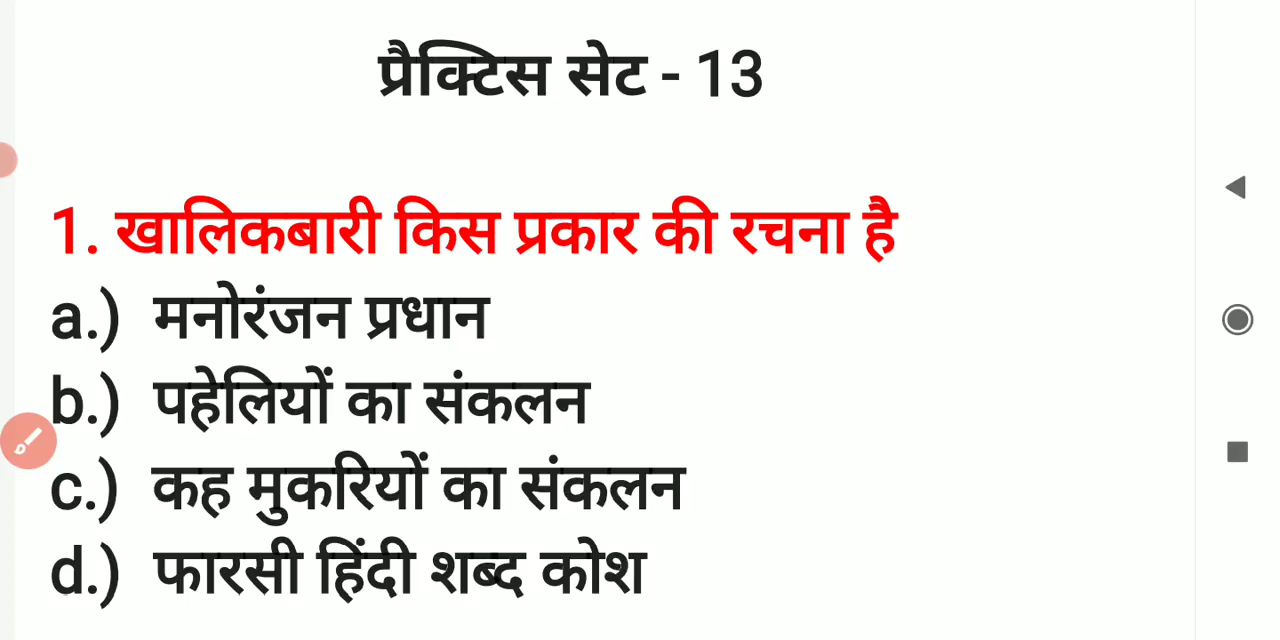 प्रैक्टिस सेट - 13
1. खालिकबारी किस प्रकार की रचना है
a.) मनोरंजन प्रधान
b.) पहेलियों का संकलन
c.) कह मुकरियों का संकलन
d.) फारसी हिंदी शब्द कोश